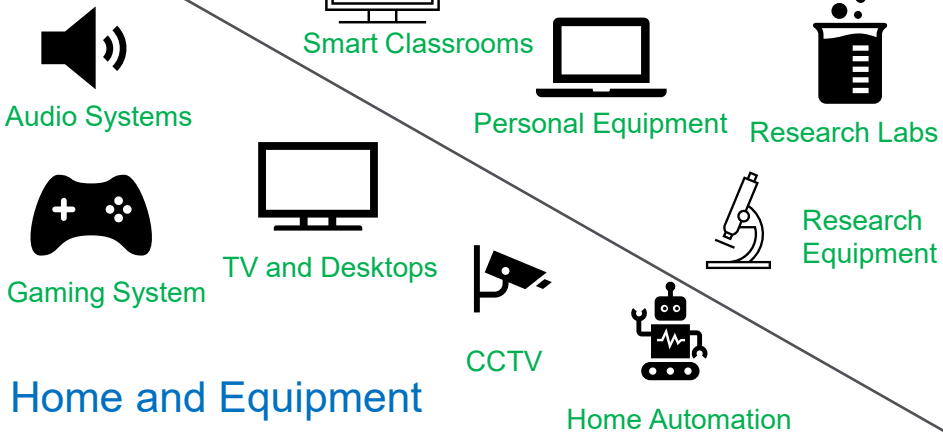 Smart Classrooms
Audio Systems
Personal Equipment
Research Labs
Research
Equipment
TV and Desktops
Gaming System
CCTV
Home and Equipment
Home Automation